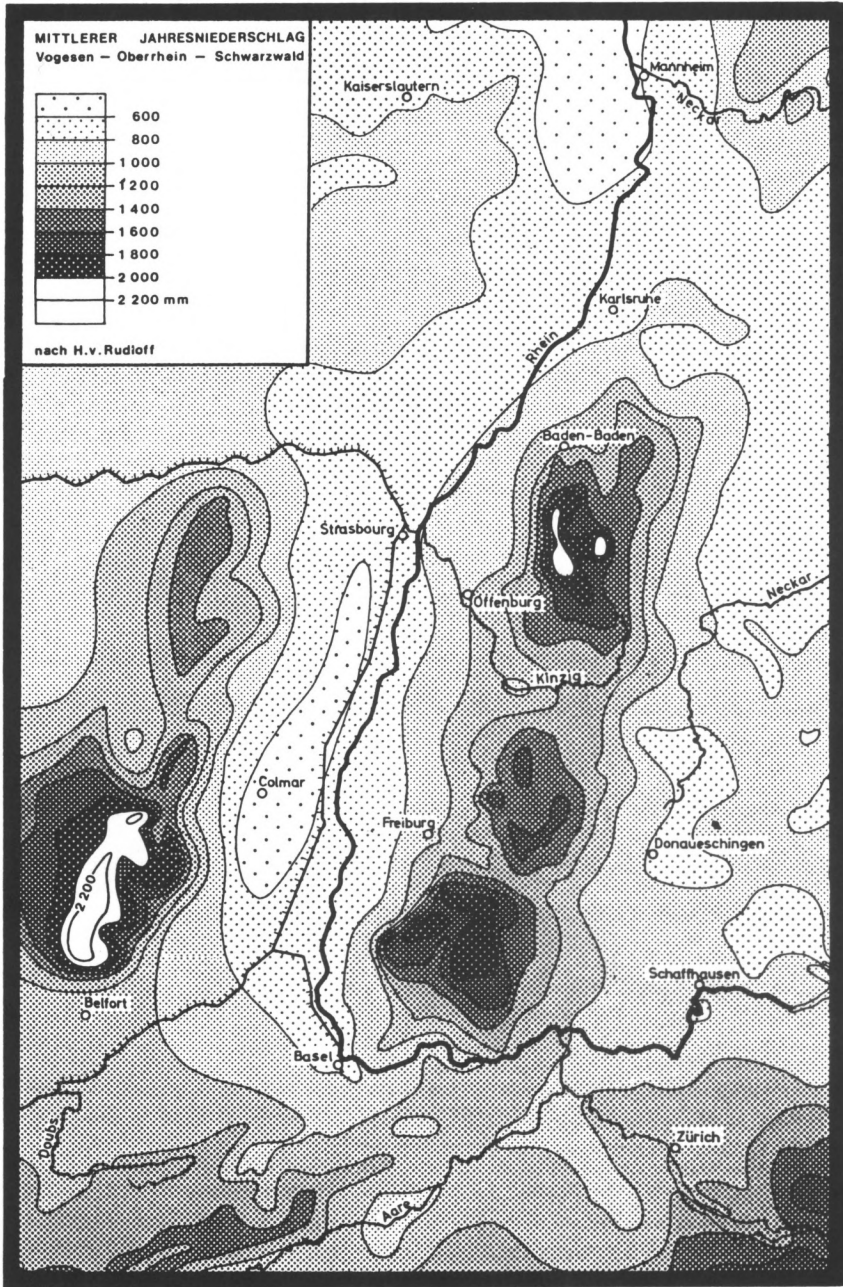 MITTLERER JAHRESNIEDERSCHLAG
Vogesen – Oberrhein – Schwarzwald
600
800
1 000
1 200
1 400
1 600
1 800
2 000
2 200 mm
nach H.v. Rudloff
Kaiserslautern
Mannheim
Neckar
Karlsruhe
Rhein
Baden-Baden
Strasbourg
Offenburg
Neckar
Kinzig
Colmar
Freiburg
Donaueschingen
2 200
Schaffhausen
Belfort
Basel
Doubs
Zürich
Aare